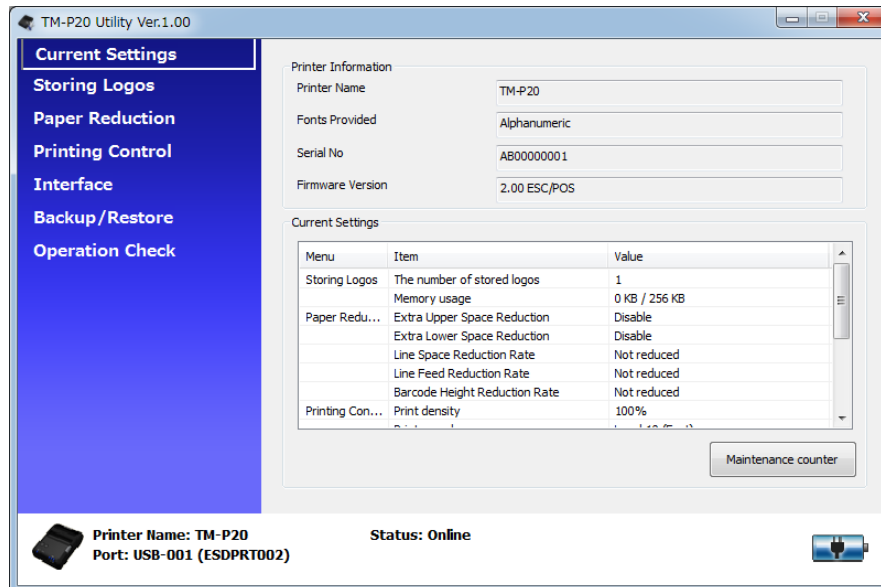 TM-P20 Utility Ver.1.00
Current Settings
Storing Logos
Paper Reduction
Printing Control
Interface
Backup/Restore
Operation Check
Printer Information
Printer Name TM-P20
Fonts Provided Alphanumeric
Serial No AB00000001
Firmware Version 2.00 ESC/POS
Current Settings
Menu Item Value
Storing Logos The number of stored logos 1
Memory usage 0 KB / 256 KB
Paper Redu... Extra Upper Space Reduction Disable
Extra Lower Space Reduction Disable
Line Space Reduction Rate Not reduced
Line Feed Reduction Rate Not reduced
Barcode Height Reduction Rate Not reduced
Printing Con... Print density 100%
Maintenance counter
Printer Name: TM-P20 Status: Online
Port: USB-001 (ESDPRT002)